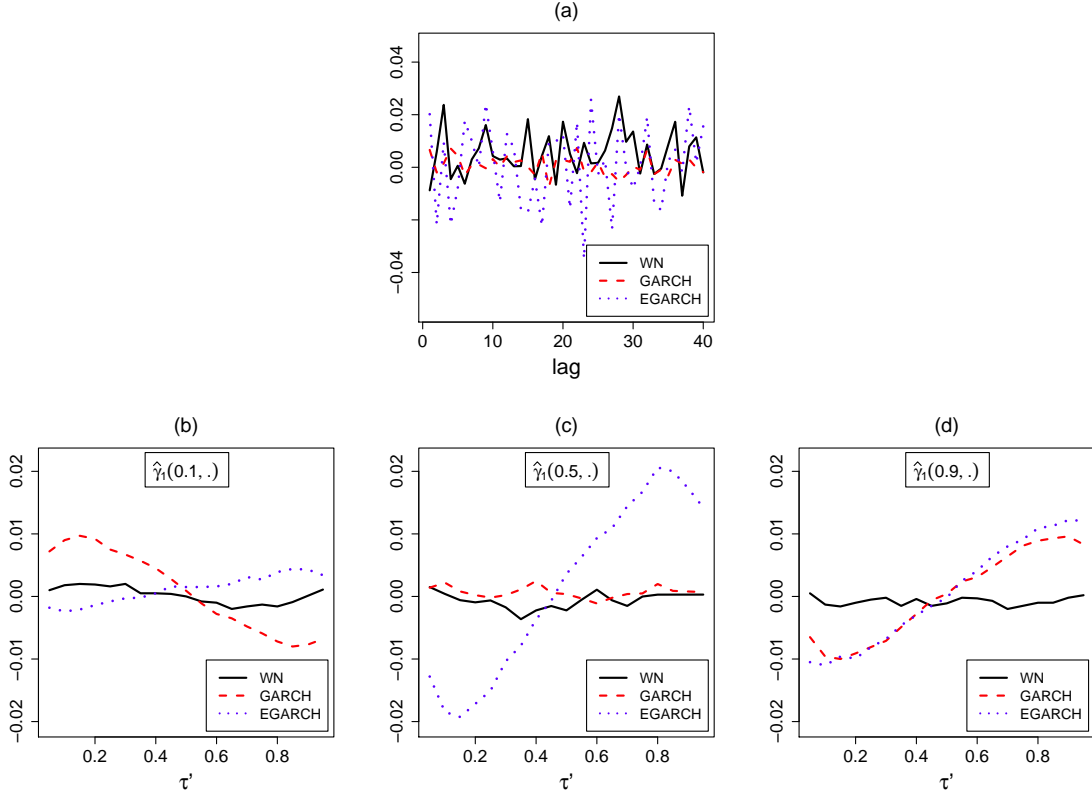 (a)
0.04
0.02
0.00
−0.04
WN
GARCH
EGARCH
0 10 20 30 40
lag
(b)
0.02
0.01
0.00
−0.01
−0.02
γ̂₁(0.1, .)
WN
GARCH
EGARCH
0.2 0.4 0.6 0.8
τ’
(c)
0.02
0.01
0.00
−0.01
−0.02
γ̂₁(0.5, .)
WN
GARCH
EGARCH
0.2 0.4 0.6 0.8
τ’
(d)
0.02
0.01
0.00
−0.01
−0.02
γ̂₁(0.9, .)
WN
GARCH
EGARCH
0.2 0.4 0.6 0.8
τ’